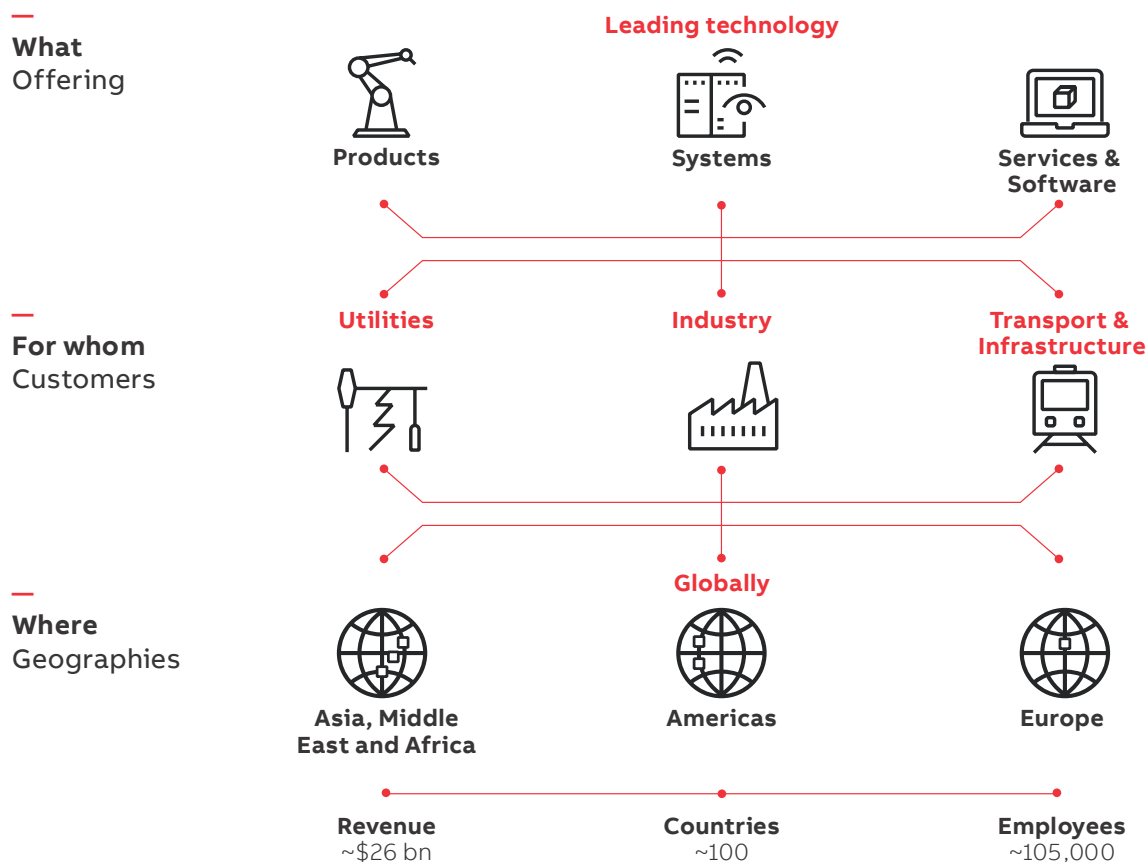 What
Offering
Leading technology
Products
Systems
Services &
Software
For whom
Customers
Utilities
Industry
Transport &
Infrastructure
Where
Geographies
Globally
Asia, Middle
East and Africa
Americas
Europe
Revenue
~$26 bn
Countries
~100
Employees
~105,000